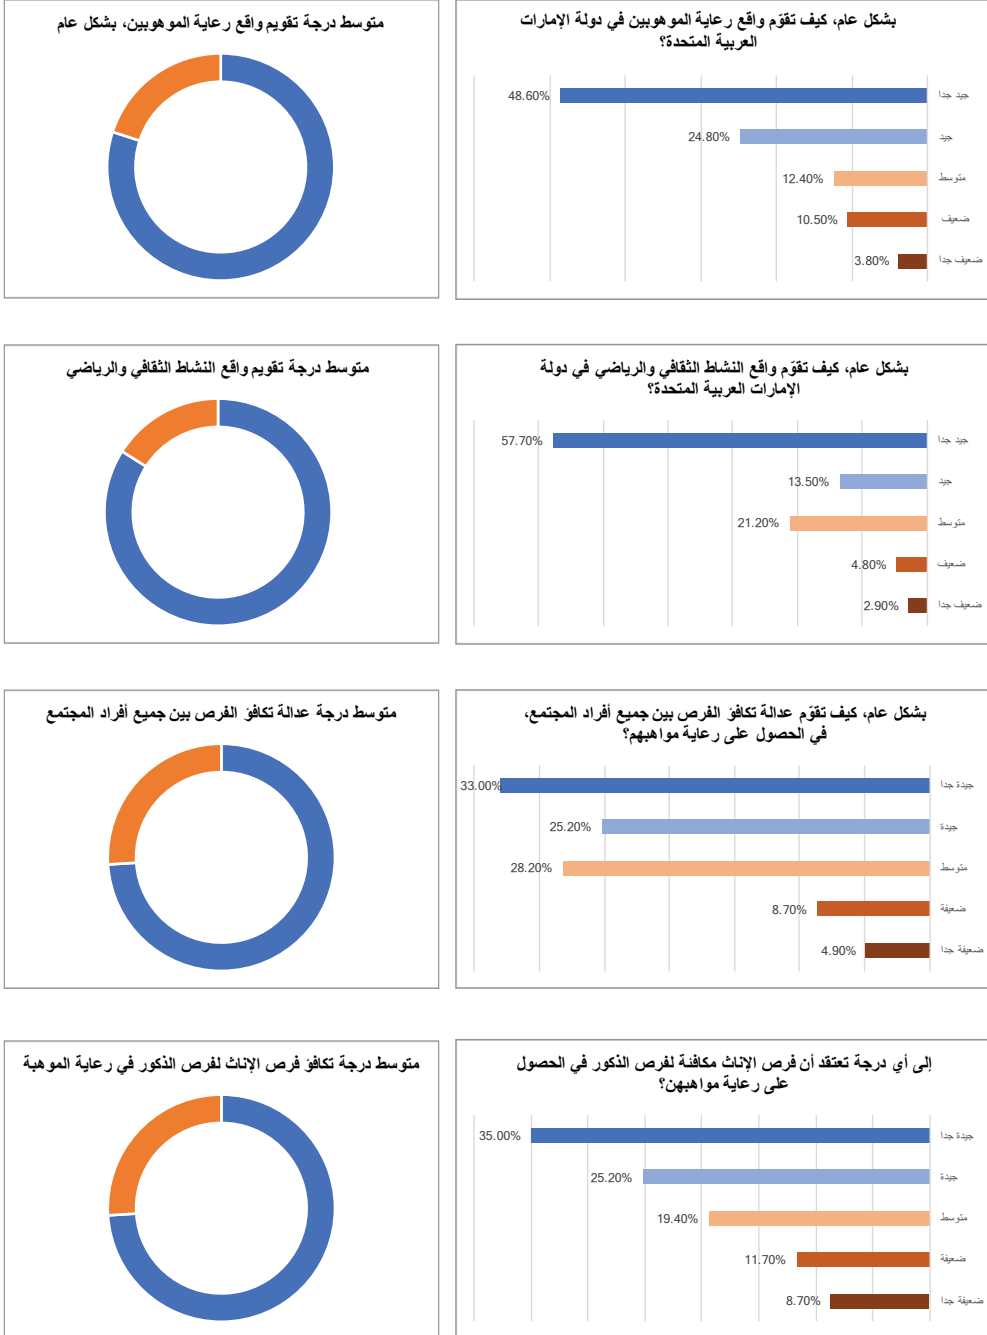 بشكل عام، كيف تقوّم واقع رعاية الموهوبين في دولة الإمارات
العربية المتحدة؟
جيد جدا 48.60%
جيد 24.80%
متوسط 12.40%
ضعيف 10.50%
ضعيف جدا 3.80%
متوسط درجة تقويم واقع رعاية الموهوبين، بشكل عام
بشكل عام، كيف تقوّم واقع النشاط الثقافي والرياضي في دولة
الإمارات العربية المتحدة؟
جيد جدا 57.70%
جيد 13.50%
متوسط 21.20%
ضعيف 4.80%
ضعيف جدا 2.90%
متوسط درجة تقويم واقع النشاط الثقافي والرياضي
بشكل عام، كيف تقوّم عدالة تكافؤ الفرص بين جميع أفراد المجتمع،
في الحصول على رعاية مواهبهم؟
جيدة جدا 33.00%
جيدة 25.20%
متوسط 28.20%
ضعيفة 8.70%
ضعيفة جدا 4.90%
متوسط درجة عدالة تكافؤ الفرص بين جميع أفراد المجتمع
إلى أي درجة تعتقد أن فرص الإناث مكافئة لفرص الذكور في الحصول
على رعاية مواهبهن؟
جيدة جدا 35.00%
جيدة 25.20%
متوسط 19.40%
ضعيفة 11.70%
ضعيفة جدا 8.70%
متوسط درجة تكافؤ فرص الإناث لفرص الذكور في رعاية الموهبة